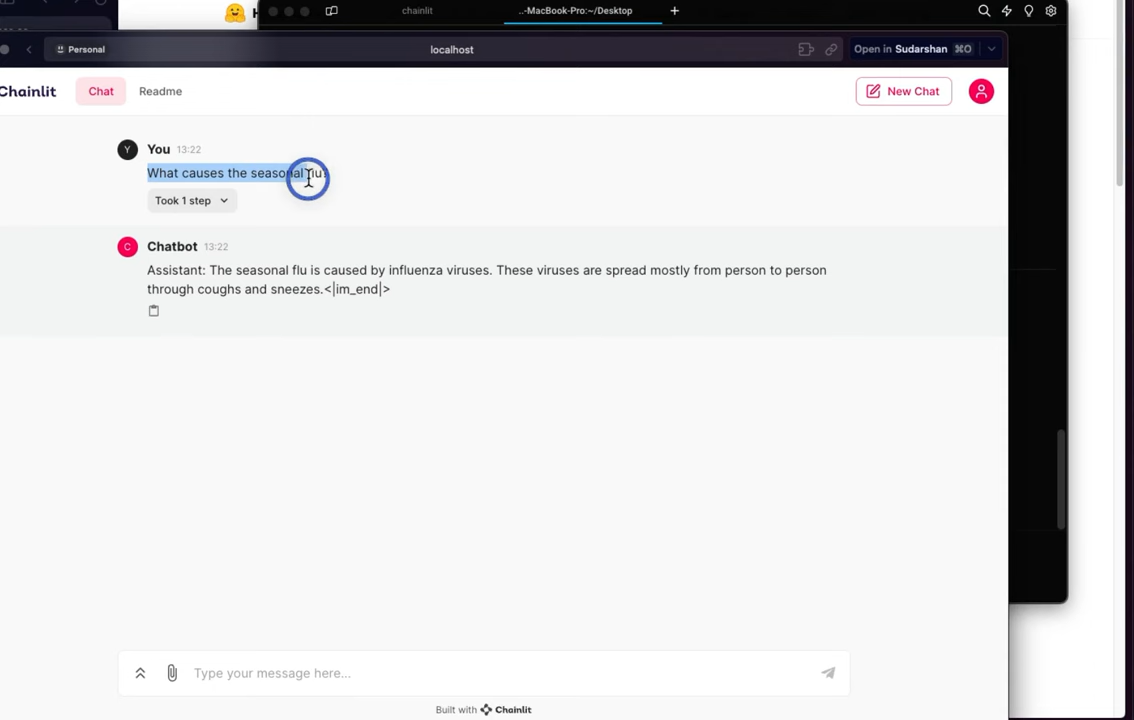 chainlit
..-MacBook-Pro:~/Desktop
Personal
localhost
Open in Sudarshan ⌘O
Chainlit
Chat
Readme
New Chat
Y
You 13:22
What causes the seasonal flu?
Took 1 step
C
Chatbot 13:22
Assistant: The seasonal flu is caused by influenza viruses. These viruses are spread mostly from person to person
through coughs and sneezes.<|im_end|>
Type your message here...
Built with Chainlit